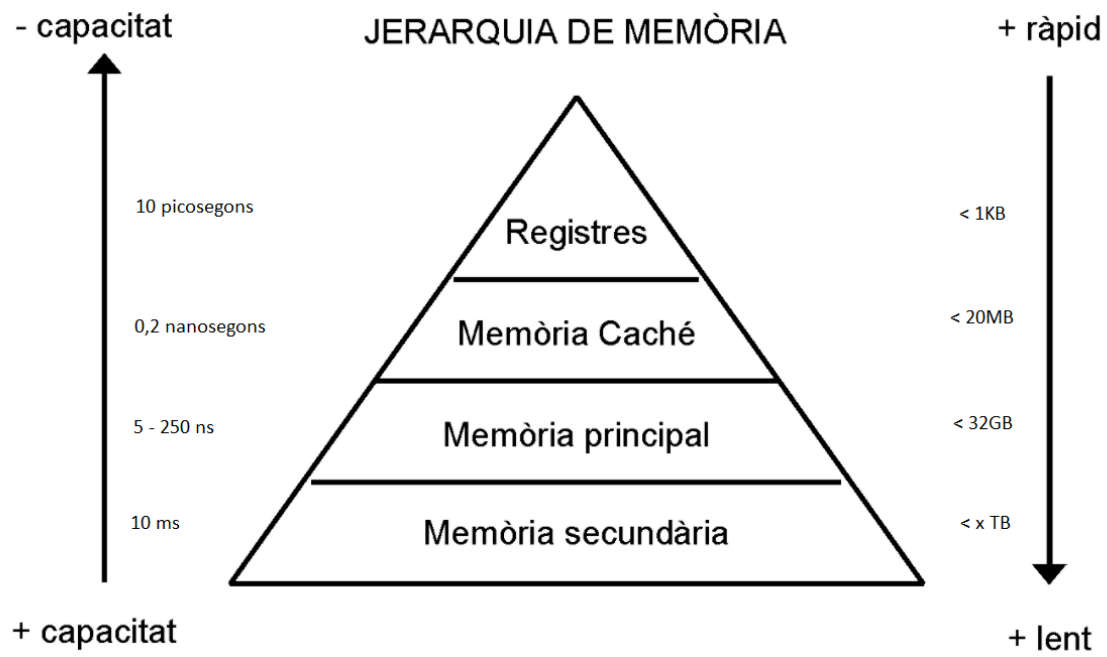 - capacitat
JERARQUIA DE MEMÒRIA
+ ràpid
10 picosegons
Registres
< 1KB
0,2 nanosegons
Memòria Caché
< 20MB
5 - 250 ns
Memòria principal
< 32GB
10 ms
Memòria secundària
< x TB
+ capacitat
+ lent